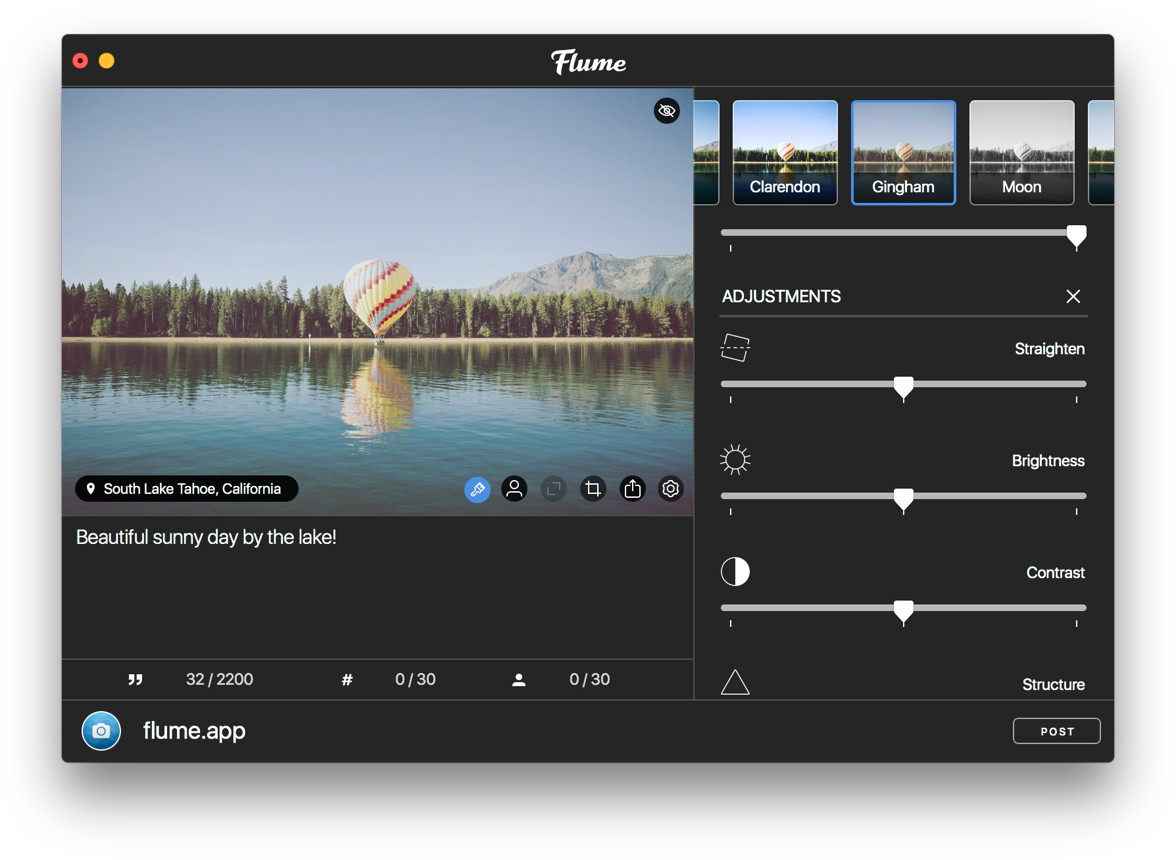 Flume
Clarendon
Gingham
Moon
ADJUSTMENTS
Straighten
Brightness
Contrast
Structure
South Lake Tahoe, California
Beautiful sunny day by the lake!
32 / 2200
# 0 / 30
0 / 30
flume.app
POST